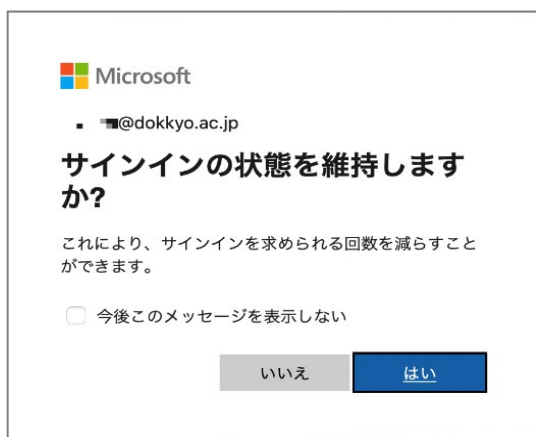 Microsoft
@dokkyo.ac.jp
サインインの状態を維持します
か?
これにより、サインインを求められる回数を減らすこと
ができます。
今後このメッセージを表示しない
いいえ
はい